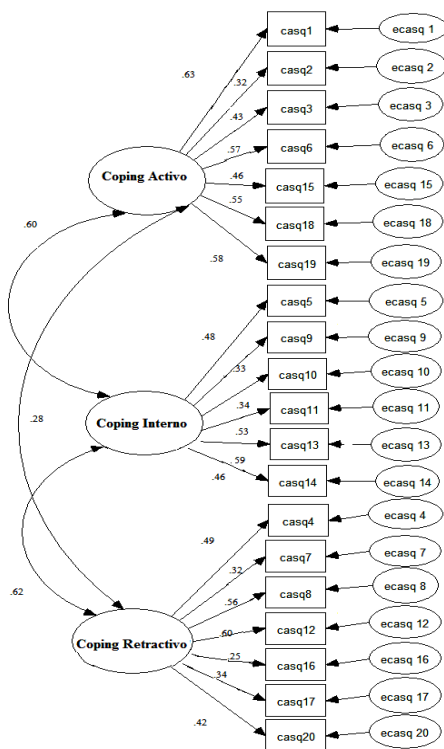 casq1 ecasq 1
.63
casq2 ecasq 2
.32
casq3 ecasq 3
.43
casq6 ecasq 6
.57
Coping Activo
.46
casq15 ecasq 15
.55
casq18 ecasq 18
.60
.58
casq19 ecasq 19
casq5 ecasq 5
.48
casq9 ecasq 9
.33
casq10 ecasq 10
.34
casq11 ecasq 11
.28
Coping Interno
.53
casq13 ecasq 13
.59
.46
casq14 ecasq 14
casq4 ecasq 4
.49
casq7 ecasq 7
.32
.62
.56
casq8 ecasq 8
.60
casq12 ecasq 12
Coping Retractivo
.25
casq16 ecasq 16
.34
casq17 ecasq 17
.42
casq20 ecasq 20